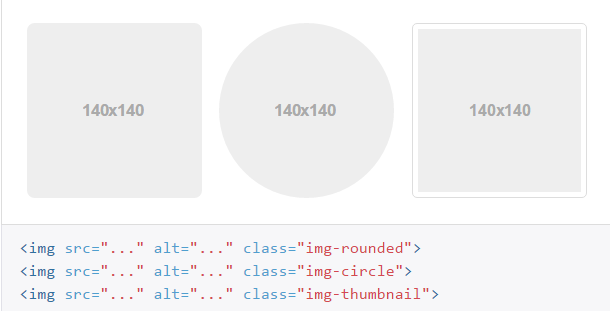 140x140 140x140 140x140
<img src="..." alt="..." class="img-rounded">
<img src="..." alt="..." class="img-circle">
<img src="..." alt="..." class="img-thumbnail">